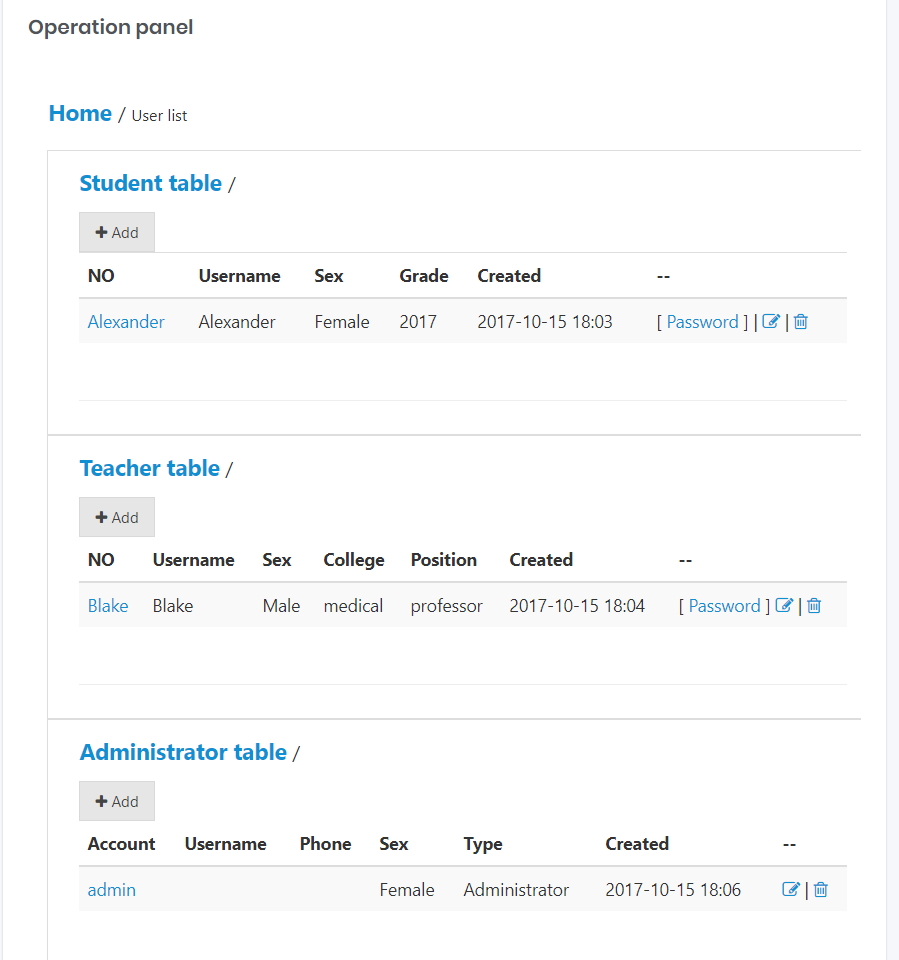 Operation panel
Home / User list
Student table /
Add
NO Username Sex Grade Created --
Alexander Alexander Female 2017 2017-10-15 18:03 [ Password ] | |
Teacher table /
Add
NO Username Sex College Position Created --
Blake Blake Male medical professor 2017-10-15 18:04 [ Password ] |
Administrator table /
Add
Account Username Phone Sex Type Created --
admin Female Administrator 2017-10-15 18:06 |